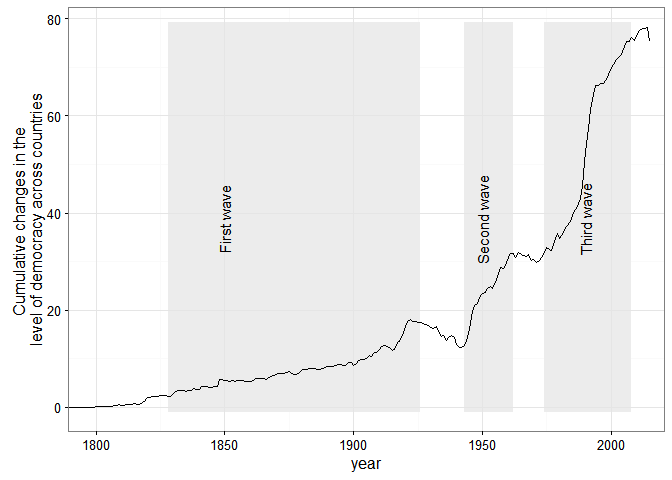 Cumulative changes in the
level of democracy across countries
80
60
40
20
0
First wave
Second wave
Third wave
1800
1850
1900
1950
2000
year